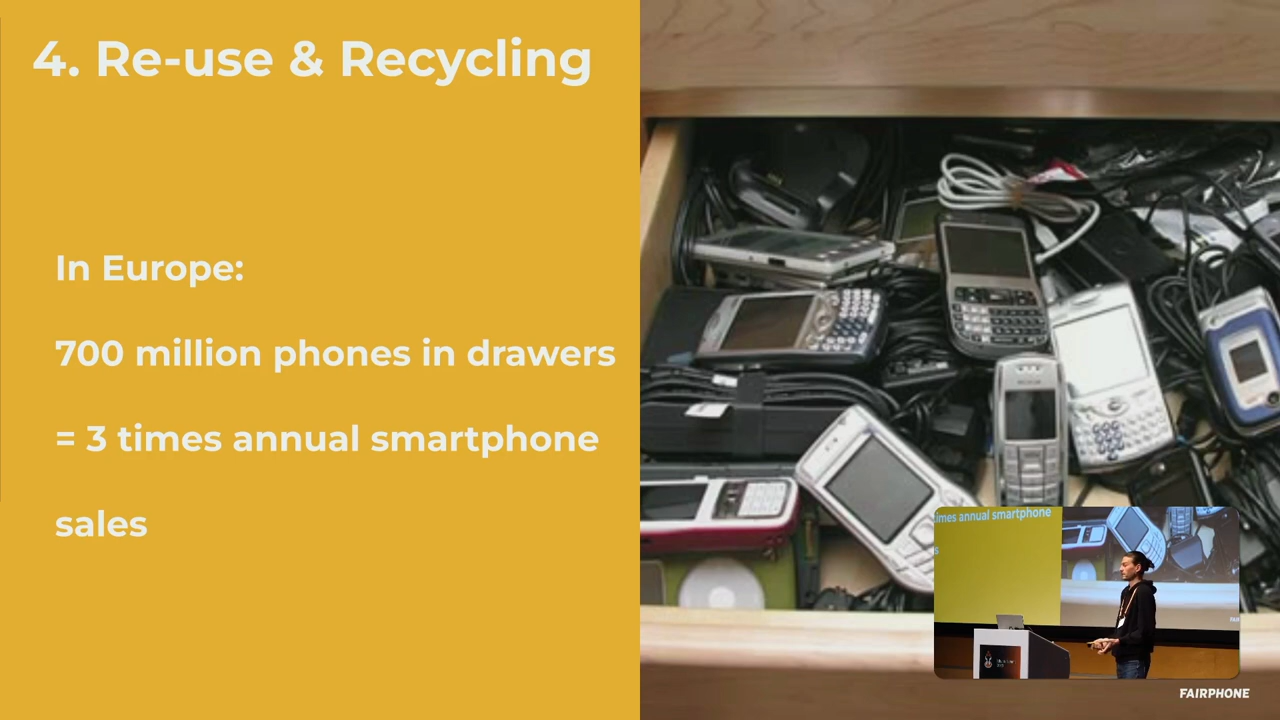 4. Re-use & Recycling
In Europe:
700 million phones in drawers
= 3 times annual smartphone
sales
times annual smartphone
s
FAIRPHONE